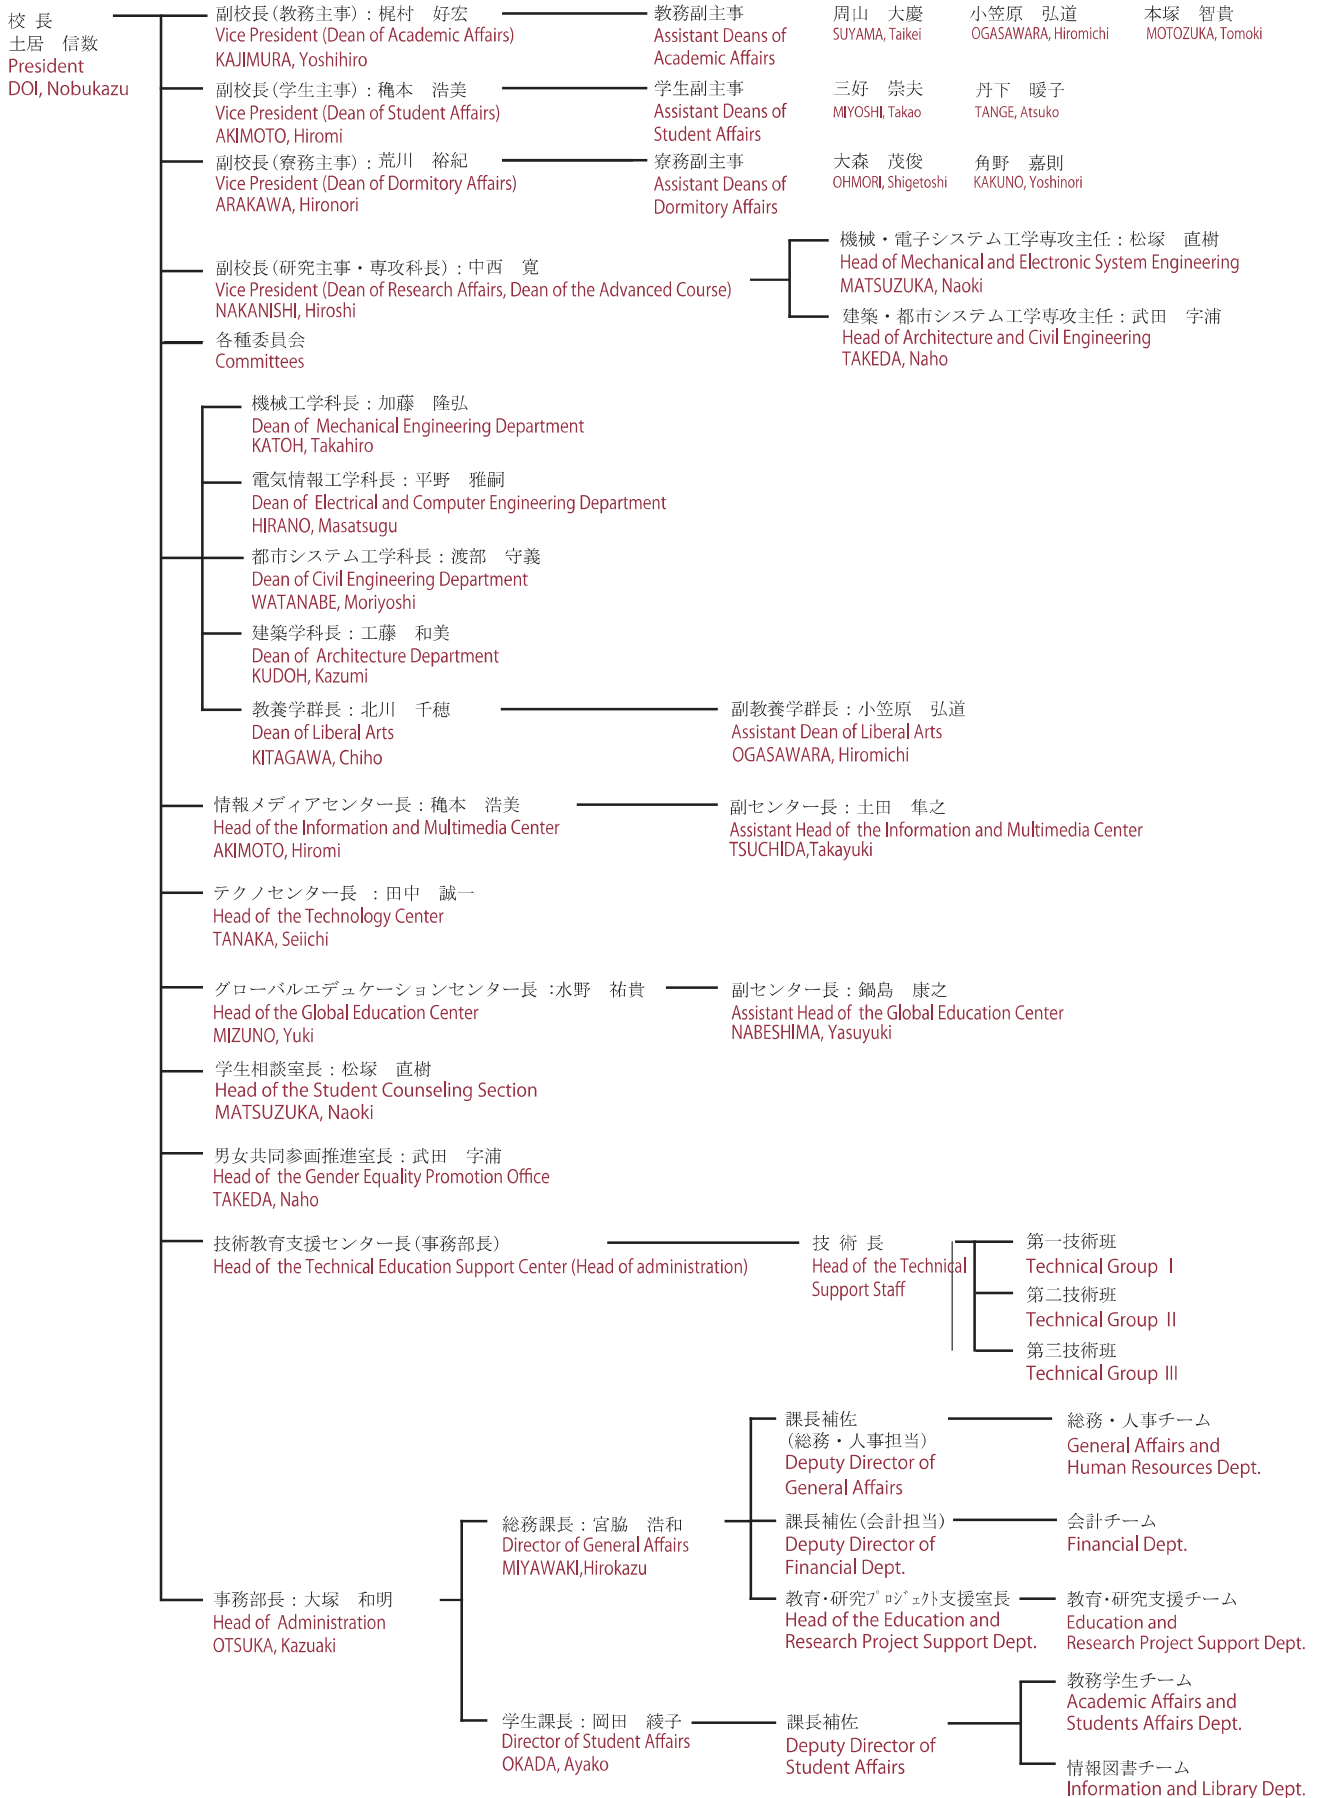 校 長
土居　信数
President
DOI, Nobukazu
副校長(教務主事)：梶村　好宏
Vice President (Dean of Academic Affairs)
KAJIMURA, Yoshihiro
教務副主事
Assistant Deans of
Academic Affairs
周山　大慶
SUYAMA, Taikei
小笠原　弘道
OGASAWARA, Hiromichi
本塚　智貴
MOTOZUKA, Tomoki
副校長(学生主事)：穐本　浩美
Vice President (Dean of Student Affairs)
AKIMOTO, Hiromi
学生副主事
Assistant Deans of
Student Affairs
三好　崇夫
MIYOSHI, Takao
丹下　暖子
TANGE, Atsuko
副校長(寮務主事)：荒川　裕紀
Vice President (Dean of Dormitory Affairs)
ARAKAWA, Hironori
寮務副主事
Assistant Deans of
Dormitory Affairs
大森　茂俊
OHMORI, Shigetoshi
角野　嘉則
KAKUNO, Yoshinori
副校長(研究主事・専攻科長)：中西　寛
Vice President (Dean of Research Affairs, Dean of the Advanced Course)
NAKANISHI, Hiroshi
機械・電子システム工学専攻主任：松塚　直樹
Head of Mechanical and Electronic System Engineering
MATSUZUKA, Naoki
建築・都市システム工学専攻主任：武田　字浦
Head of Architecture and Civil Engineering
TAKEDA, Naho
各種委員会
Committees
機械工学科長：加藤　隆弘
Dean of Mechanical Engineering Department
KATOH, Takahiro
電気情報工学科長：平野　雅嗣
Dean of Electrical and Computer Engineering Department
HIRANO, Masatsugu
都市システム工学科長：渡部　守義
Dean of Civil Engineering Department
WATANABE, Moriyoshi
建築学科長：工藤　和美
Dean of Architecture Department
KUDOH, Kazumi
教養学群長：北川　千穂
Dean of Liberal Arts
KITAGAWA, Chiho
副教養学群長：小笠原　弘道
Assistant Dean of Liberal Arts
OGASAWARA, Hiromichi
情報メディアセンター長：穐本　浩美
Head of the Information and Multimedia Center
AKIMOTO, Hiromi
副センター長：土田　隼之
Assistant Head of the Information and Multimedia Center
TSUCHIDA,Takayuki
テクノセンター長　：田中　誠一
Head of the Technology Center
TANAKA, Seiichi
グローバルエデュケーションセンター長　:水野　祐貴
Head of the Global Education Center
MIZUNO, Yuki
副センター長：鍋島　康之
Assistant Head of the Global Education Center
NABESHIMA, Yasuyuki
学生相談室長：松塚　直樹
Head of the Student Counseling Section
MATSUZUKA, Naoki
男女共同参画推進室長：武田　字浦
Head of the Gender Equality Promotion Office
TAKEDA, Naho
技術教育支援センター長(事務部長)
Head of the Technical Education Support Center (Head of administration)
技 術 長
Head of the Technical
Support Staff
第一技術班
Technical Group Ⅰ
第二技術班
Technical Group Ⅱ
第三技術班
Technical Group Ⅲ
事務部長：大塚　和明
Head of Administration
OTSUKA, Kazuaki
総務課長：宮脇　浩和
Director of General Affairs
MIYAWAKI,Hirokazu
課長補佐
(総務・人事担当)
Deputy Director of
General Affairs
総務・人事チーム
General Affairs and
Human Resources Dept.
課長補佐(会計担当)
Deputy Director of
Financial Dept.
会計チーム
Financial Dept.
教育・研究ﾌﾟﾛｼﾞｪｸﾄ支援室長
Head of the Education and
Research Project Support Dept.
教育・研究支援チーム
Education and
Research Project Support Dept.
学生課長：岡田　綾子
Director of Student Affairs
OKADA, Ayako
課長補佐
Deputy Director of
Student Affairs
教務学生チーム
Academic Affairs and
Students Affairs Dept.
情報図書チーム
Information and Library Dept.